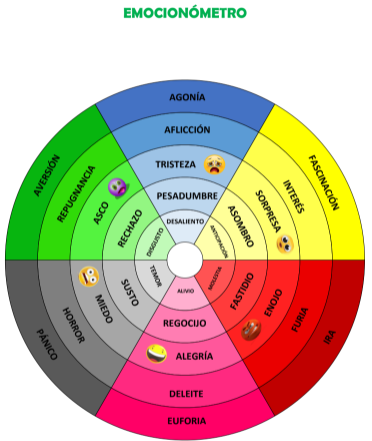 EMOCIONÓMETRO
AGONÍA
AFLICCIÓN
TRISTEZA
PESADUMBRE
DESALIENTO
FASCINACIÓN
INTERÉS
SORPRESA
ASOMBRO
ANTICIPACIÓN
IRA
FURIA
ENOJO
FASTIDIO
MOLESTIA
ALIVIO
REGOCIJO
ALEGRÍA
DELEITE
EUFORIA
PÁNICO
HORROR
MIEDO
SUSTO
TEMOR
AVERSIÓN
REPUGNANCIA
ASCO
RECHAZO
DISGUSTO